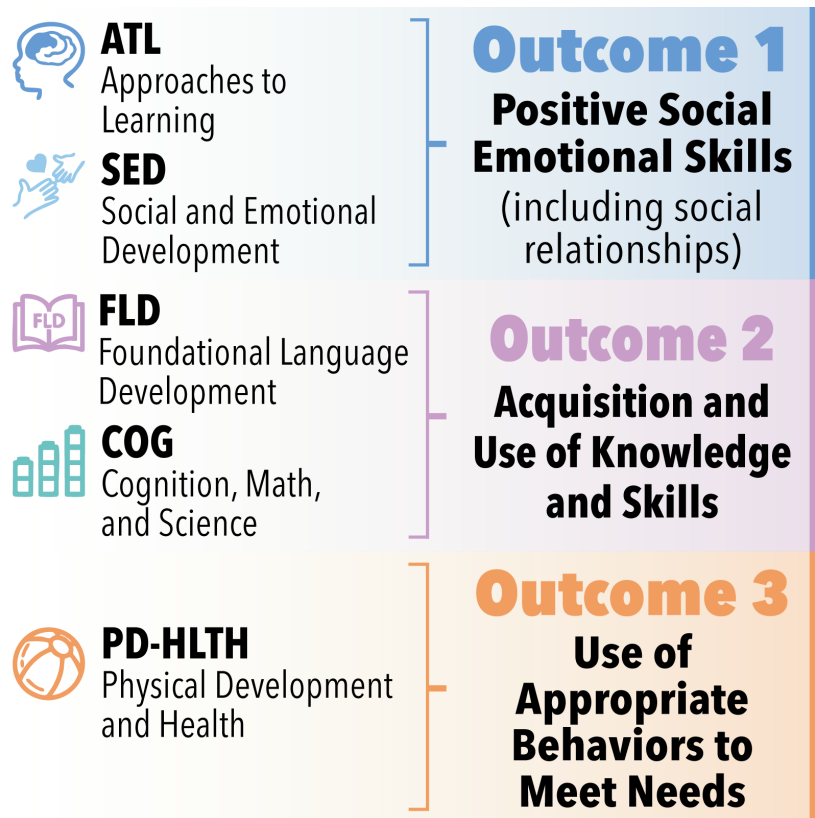 ATL
Approaches to
Learning
SED
Social and Emotional
Development
Outcome 1
Positive Social
Emotional Skills
(including social
relationships)
FLD
FLD
Foundational Language
Development
COG
Cognition, Math,
and Science
Outcome 2
Acquisition and
Use of Knowledge
and Skills
PD-HLTH
Physical Development
and Health
Outcome 3
Use of
Appropriate
Behaviors to
Meet Needs